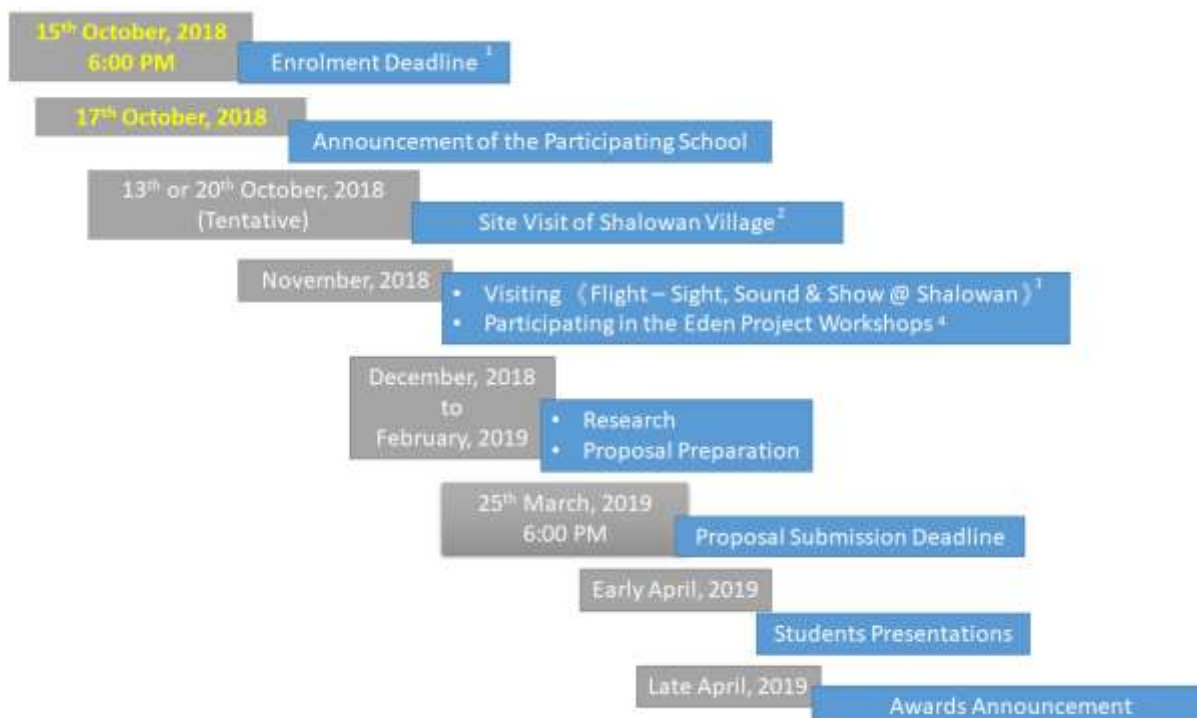 15th October, 2018
6:00 PM
Enrolment Deadline 1
17th October, 2018
Announcement of the Participating School
13th or 20th October, 2018
(Tentative)
Site Visit of Shalowan Village 2
November, 2018
• Visiting 《Flight – Sight, Sound & Show @ Shalowan》3
• Participating in the Eden Project Workshops 4
December, 2018
to
February, 2019
• Research
• Proposal Preparation
25th March, 2019
6:00 PM
Proposal Submission Deadline
Early April, 2019
Students Presentations
Late April, 2019
Awards Announcement